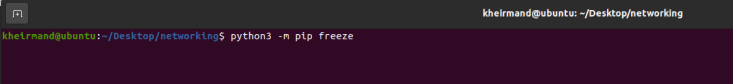 kheirmand@ubuntu: ~/Desktop/networking
kheirmand@ubuntu:~/Desktop/networking$ python3 -m pip freeze